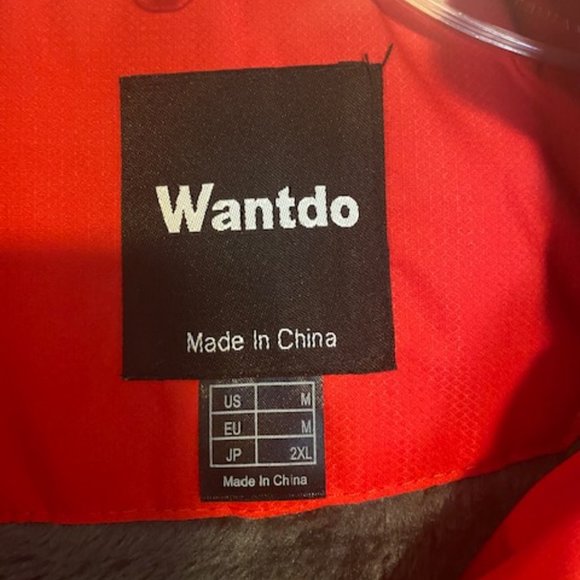 Wantdo
Made In China
US M
EU M
JP 2XL
Made In China